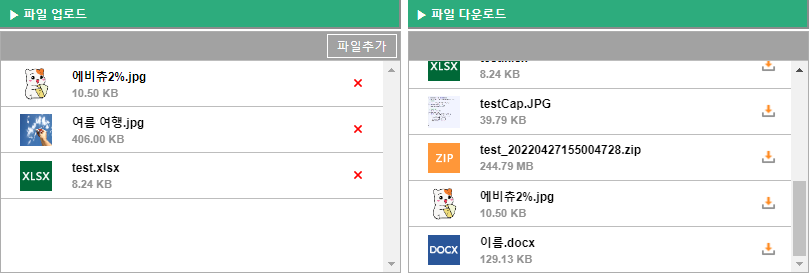 ▶ 파일 업로드
파일추가
에비츄2%.jpg
10.50 KB
여름 여행.jpg
406.00 KB
XLSX
test.xlsx
8.24 KB
▶ 파일 다운로드
XLSX
8.24 KB
testCap.JPG
39.79 KB
ZIP
test_20220427155004728.zip
244.79 MB
에비츄2%.jpg
10.50 KB
DOCX
이름.docx
129.13 KB